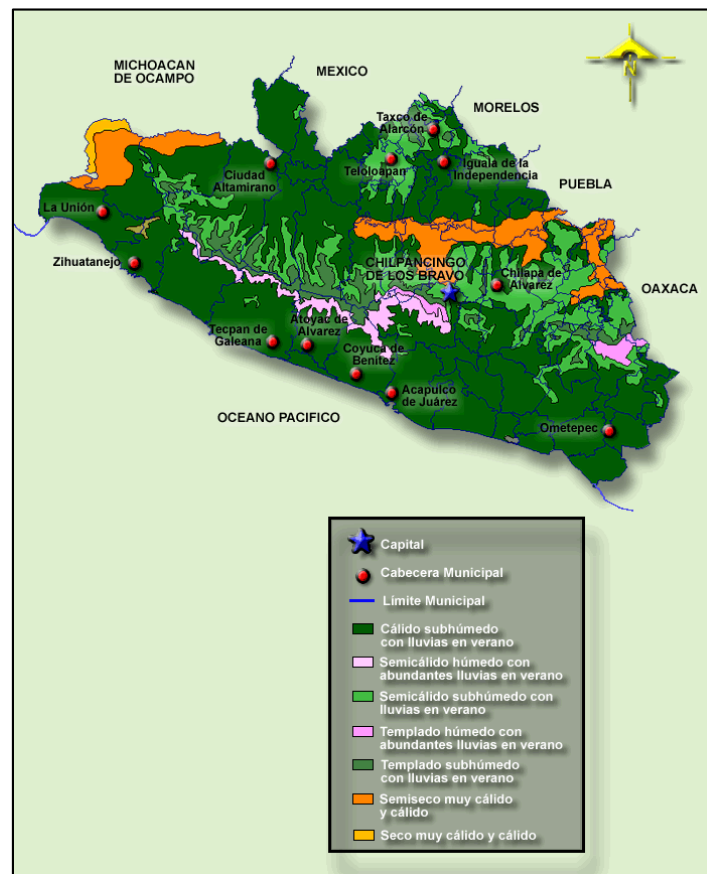 MICHOACAN
DE OCAMPO
MEXICO
N
MORELOS
Taxco de
Alarcón
Teloloapan
Iguala de la
Independencia
Ciudad
Altamirano
PUEBLA
La Unión
Zihuatanejo
CHILPANCINGO
DE LOS BRAVO
Chilapa de
Alvarez
OAXACA
Tecpan de
Galeana
Atoyac de
Alvarez
Coyuca de
Benítez
Acapulco
de Juárez
OCEANO PACIFICO
Ometepec
Capital
Cabecera Municipal
Límite Municipal
Cálido subhúmedo
con lluvias en verano
Semicálido húmedo con
abundantes lluvias en verano
Semicálido subhúmedo con
lluvias en verano
Templado húmedo con
abundantes lluvias en verano
Templado subhúmedo
con lluvias en verano
Semiseco muy cálido
y cálido
Seco muy cálido y cálido